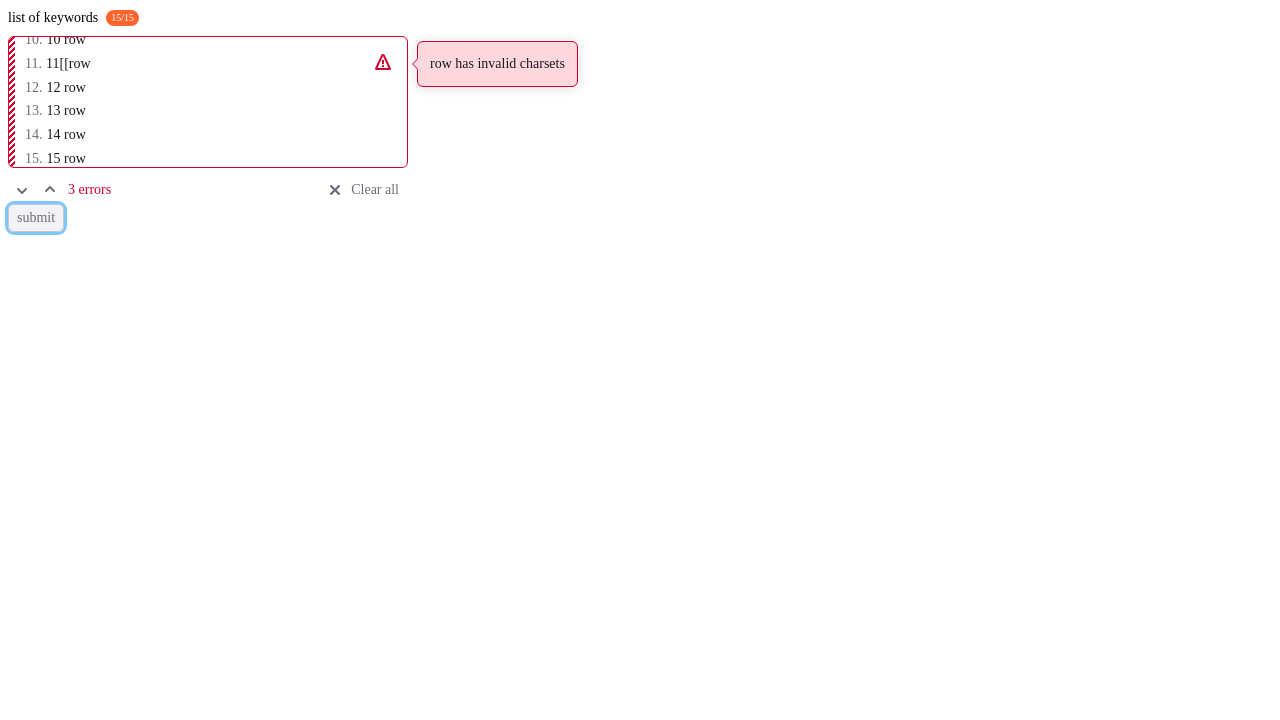 list of keywords 15/15
10. 10 row
11. 11[[row
row has invalid charsets
12. 12 row
13. 13 row
14. 14 row
15. 15 row
3 errors
Clear all
submit